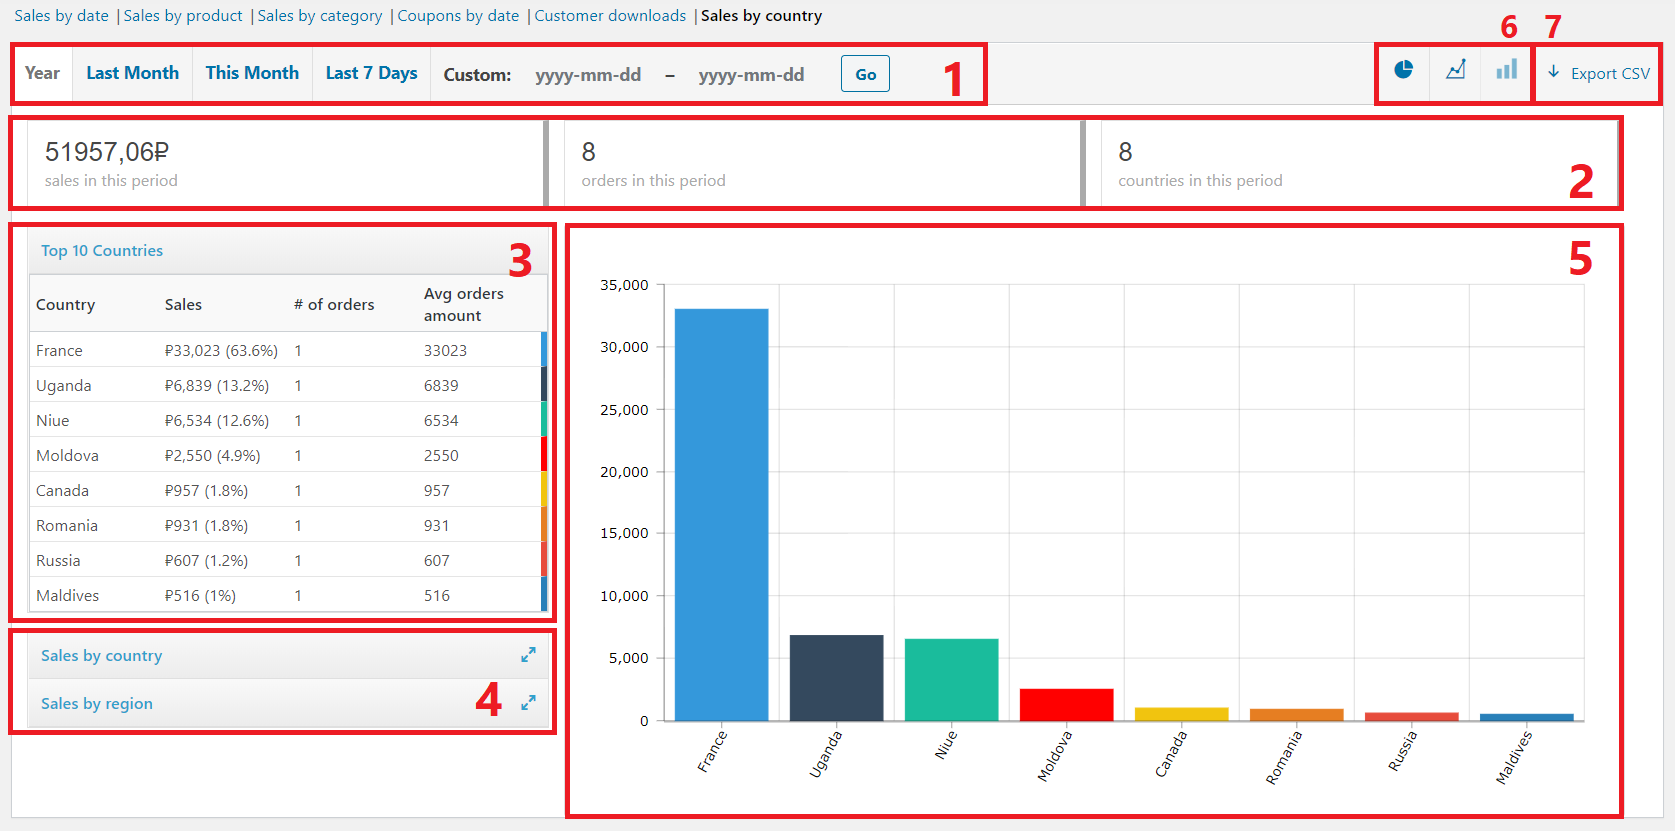 Sales by date | Sales by product | Sales by category | Coupons by date | Customer downloads | Sales by country
6 7
Year Last Month This Month Last 7 Days Custom: yyyy-mm-dd – yyyy-mm-dd Go 1 Export CSV
51957,06₽ 8 8
sales in this period orders in this period countries in this period 2
Top 10 Countries 3
Country Sales # of orders Avg orders amount
France ₽33,023 (63.6%) 1 33023
Uganda ₽6,839 (13.2%) 1 6839
Niue ₽6,534 (12.6%) 1 6534
Moldova ₽2,550 (4.9%) 1 2550
Canada ₽957 (1.8%) 1 957
Romania ₽931 (1.8%) 1 931
Russia ₽607 (1.2%) 1 607
Maldives ₽516 (1%) 1 516
Sales by country
Sales by region 4
5
35,000
30,000
25,000
20,000
15,000
10,000
5,000
0
France Uganda Niue Moldova Canada Romania Russia Maldives